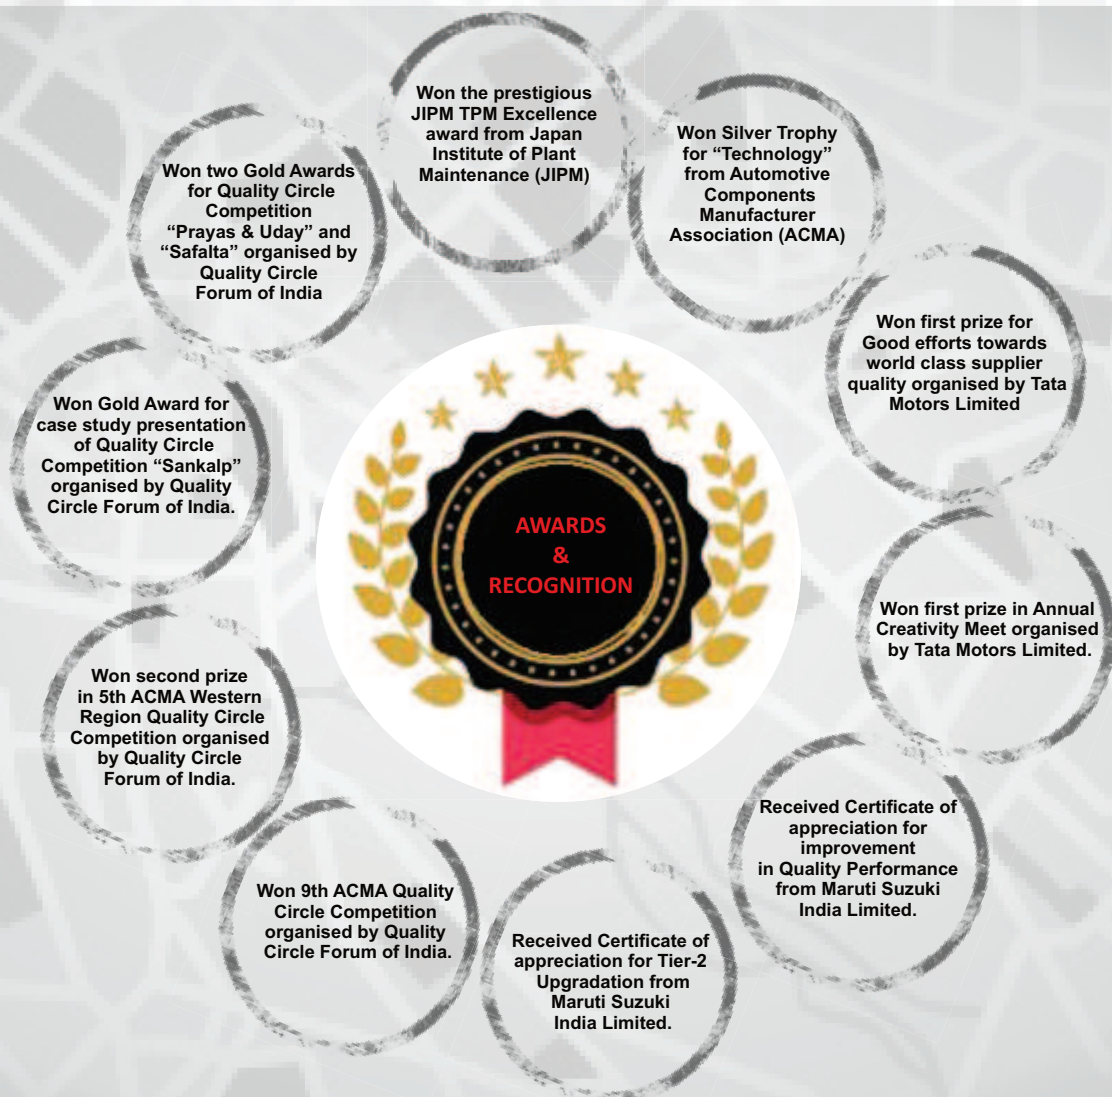 Won the prestigious
JIPM TPM Excellence
award from Japan
Institute of Plant
Maintenance (JIPM)
Won Silver Trophy
for “Technology”
from Automotive
Components
Manufacturer
Association (ACMA)
Won first prize for
Good efforts towards
world class supplier
quality organised by Tata
Motors Limited
Won first prize in Annual
Creativity Meet organised
by Tata Motors Limited.
Received Certificate of
appreciation for
improvement
in Quality Performance
from Maruti Suzuki
India Limited.
Received Certificate of
appreciation for Tier-2
Upgradation from
Maruti Suzuki
India Limited.
Won 9th ACMA Quality
Circle Competition
organised by Quality
Circle Forum of India.
Won second prize
in 5th ACMA Western
Region Quality Circle
Competition organised
by Quality Circle
Forum of India.
Won Gold Award for
case study presentation
of Quality Circle
Competition “Sankalp”
organised by Quality
Circle Forum of India.
Won two Gold Awards
for Quality Circle
Competition
“Prayas & Uday” and
“Safalta” organised by
Quality Circle
Forum of India
AWARDS
&
RECOGNITION